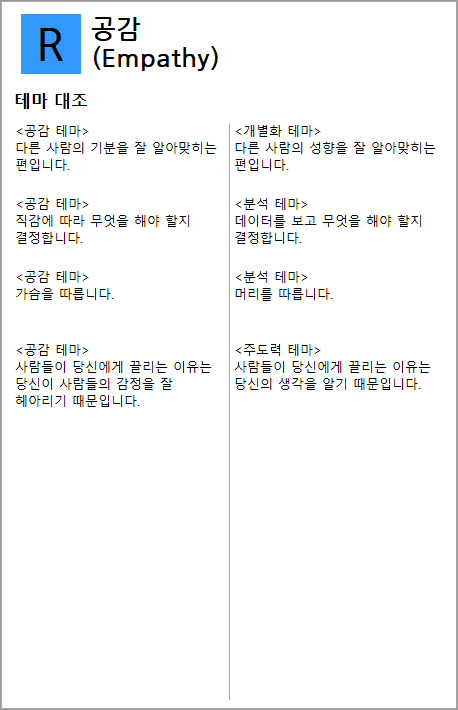 R
공감
(Empathy)
테마 대조
<공감 테마>
다른 사람의 기분을 잘 알아맞히는
편입니다.
<개별화 테마>
다른 사람의 성향을 잘 알아맞히는
편입니다.
<공감 테마>
직감에 따라 무엇을 해야 할지
결정합니다.
<분석 테마>
데이터를 보고 무엇을 해야 할지
결정합니다.
<공감 테마>
가슴을 따릅니다.
<분석 테마>
머리를 따릅니다.
<공감 테마>
사람들이 당신에게 끌리는 이유는
당신이 사람들의 감정을 잘
헤아리기 때문입니다.
<주도력 테마>
사람들이 당신에게 끌리는 이유는
당신의 생각을 알기 때문입니다.